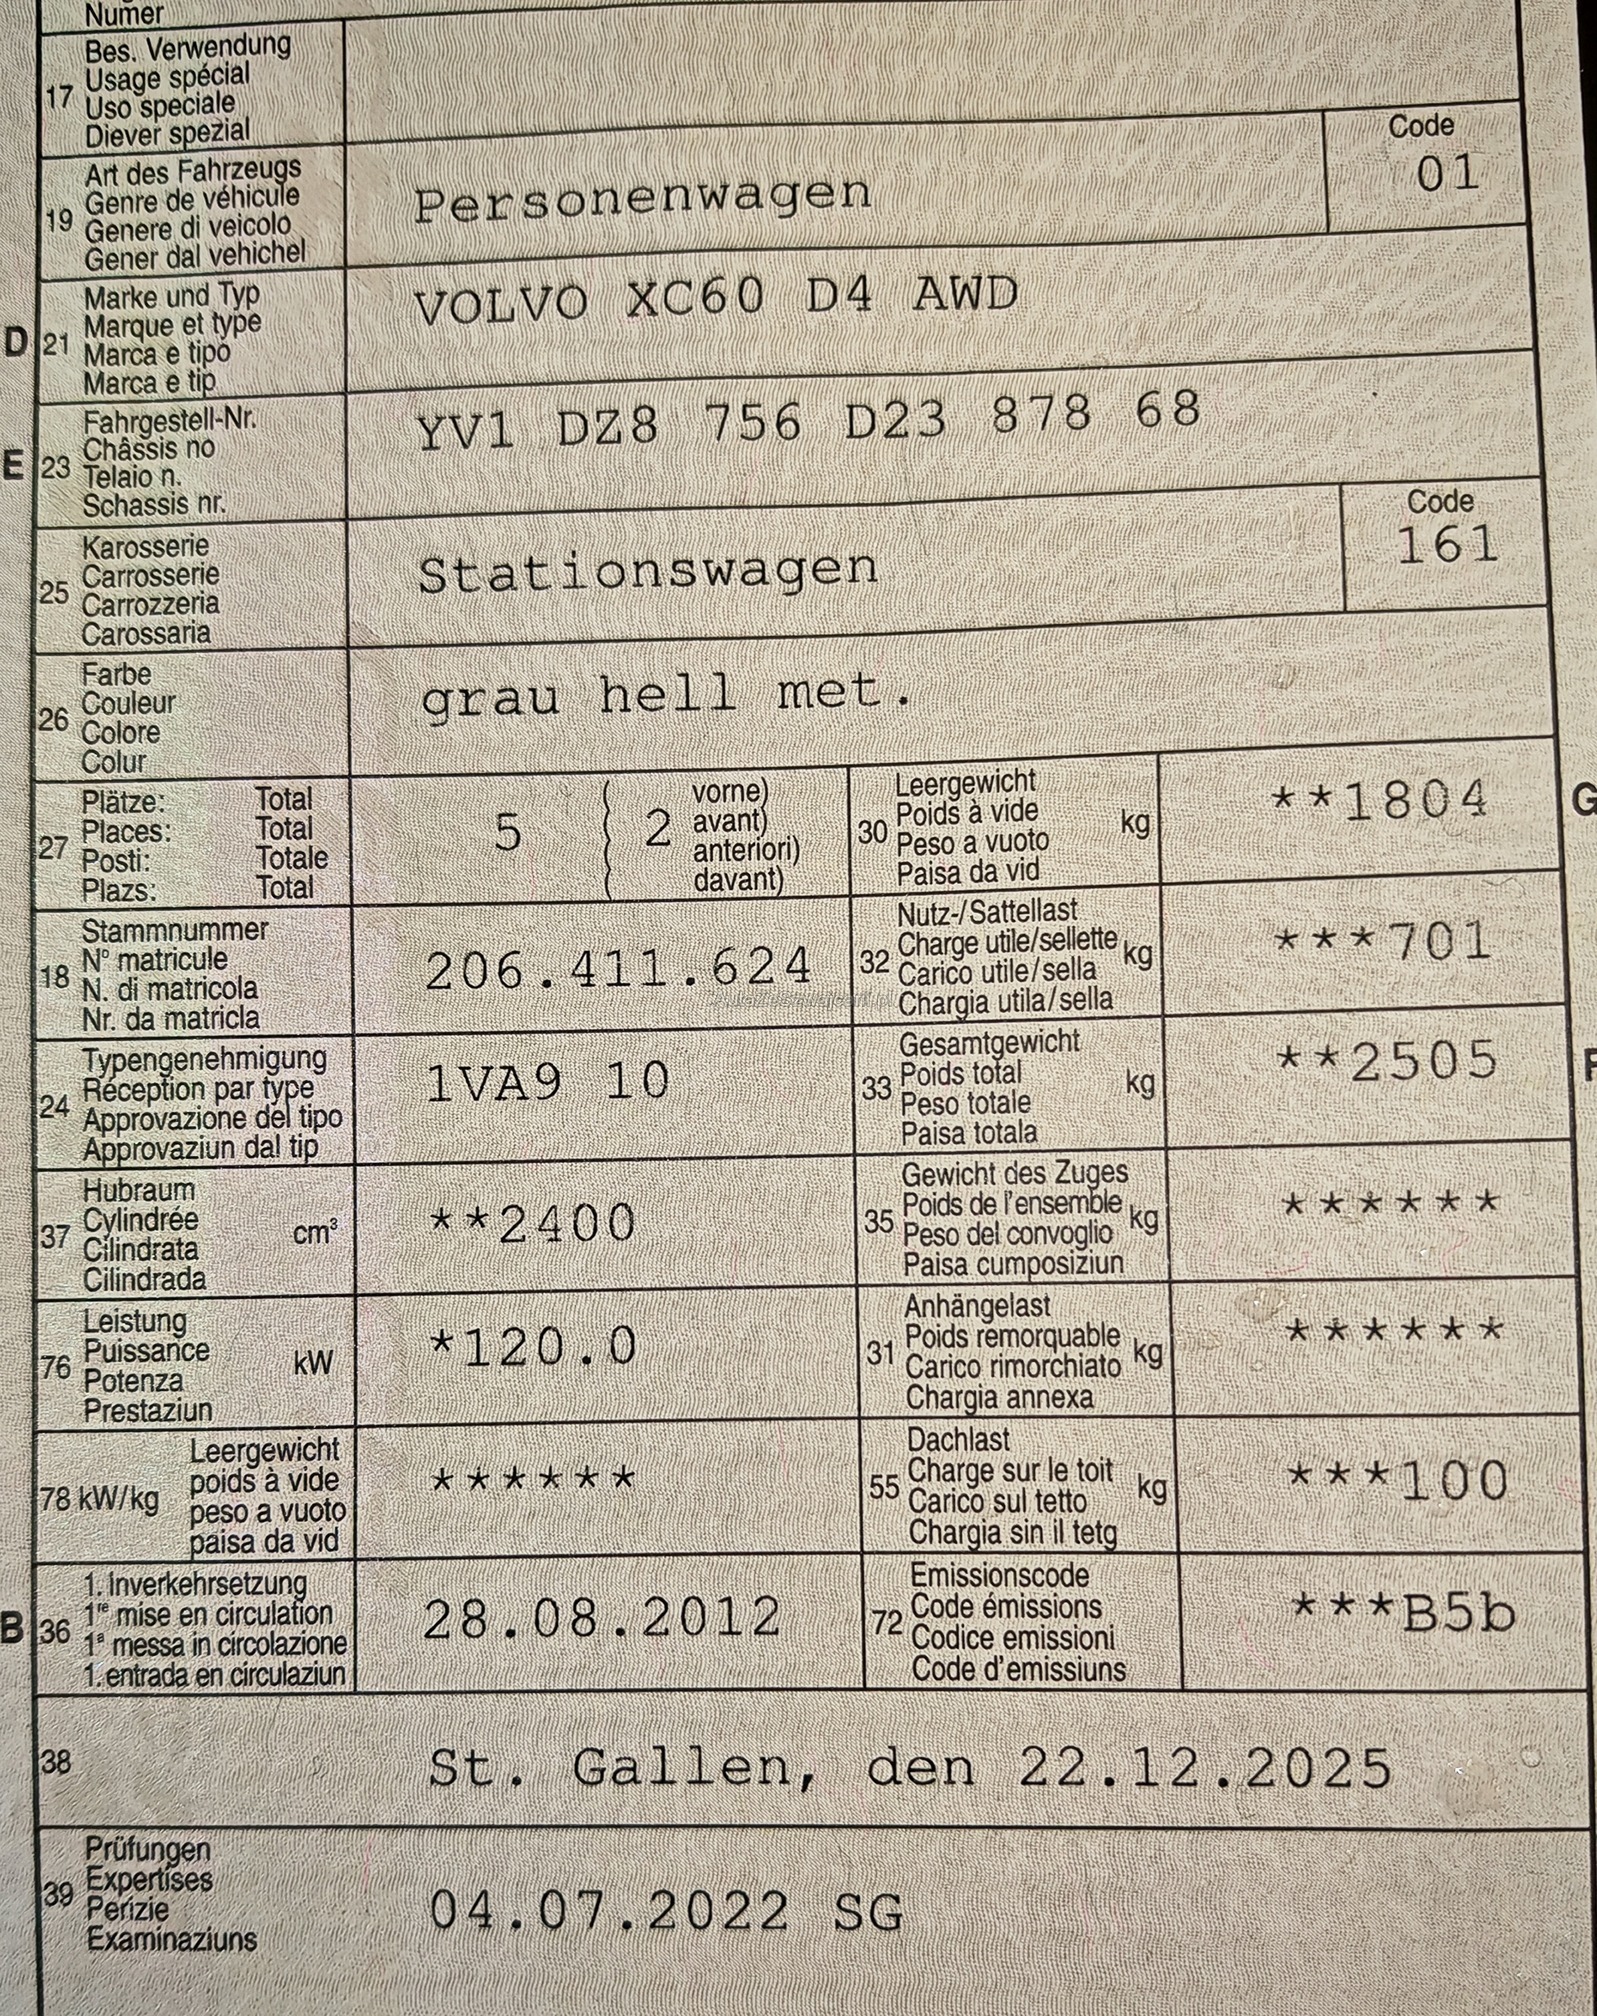 Numer
17 Bes. Verwendung
Usage spécial
Uso speciale
Diever spezial
19 Art des Fahrzeugs
Genre de véhicule
Genere di veicolo
Gener dal vehichel
Personenwagen
Code
01
D 21 Marke und Typ
Marque et type
Marca e tipo
Marca e tip
VOLVO XC60 D4 AWD
E 23 Fahrgestell-Nr.
Châssis no
Telaio n.
Schassis nr.
YV1 DZ8 756 D23 878 68
25 Karosserie
Carrosserie
Carrozzeria
Carossaria
Stationswagen
Code
161
26 Farbe
Couleur
Colore
Colur
grau hell met.
27 Plätze: Total
Places: Total
Posti: Totale
Plazs: Total
5 { 2 vorne)
avant)
anteriori)
davant)
30 Leergewicht
Poids à vide
Peso a vuoto
Paisa da vid
kg
**1804 G
18 Stammnummer
N° matricule
N. di matricola
Nr. da matricla
206.411.624
32 Nutz-/Sattellast
Charge utile/sellette
Carico utile/sella
Chargia utila/sella
kg
***701
24 Typengenehmigung
Réception par type
Approvazione del tipo
Approvaziun dal tip
1VA9 10
33 Gesamtgewicht
Poids total
Peso totale
Paisa totala
kg
**2505 F
37 Hubraum
Cylindrée
Cilindrata
Cilindrada
cm³
**2400
35 Gewicht des Zuges
Poids de l'ensemble
Peso del convoglio
Paisa cumposiziun
kg
******
76 Leistung
Puissance
Potenza
Prestaziun
kW
*120.0
31 Anhängelast
Poids remorquable
Carico rimorchiato
Chargia annexa
kg
******
78 kW/kg Leergewicht
poids à vide
peso a vuoto
paisa da vid
******
55 Dachlast
Charge sur le toit
Carico sul tetto
Chargia sin il tetg
kg
***100
B 36 1. Inverkehrsetzung
1re mise en circulation
1a messa in circolazione
1. entrada en circulaziun
28.08.2012
72 Emissionscode
Code émissions
Codice emissioni
Code d'emissiuns
***B5b
38 St. Gallen, den 22.12.2025
39 Prüfungen
Expertises
Perizie
Examinaziuns
04.07.2022 SG